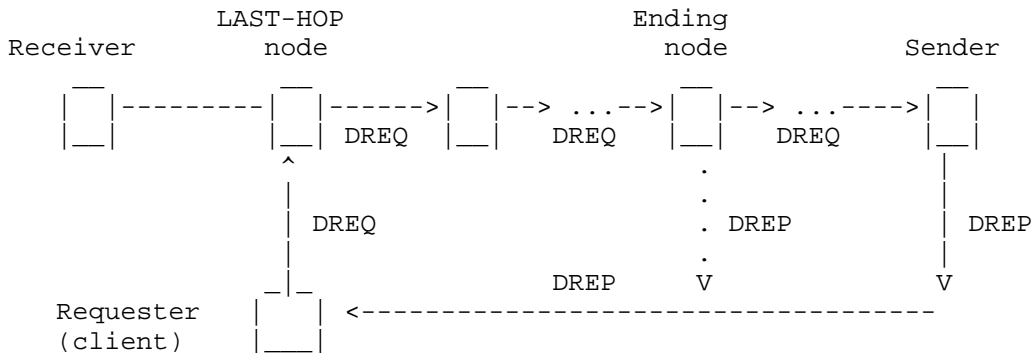 LAST-HOP Ending
Receiver node node Sender
DREQ DREQ DREQ
DREQ DREP DREP
DREP
Requester
(client)